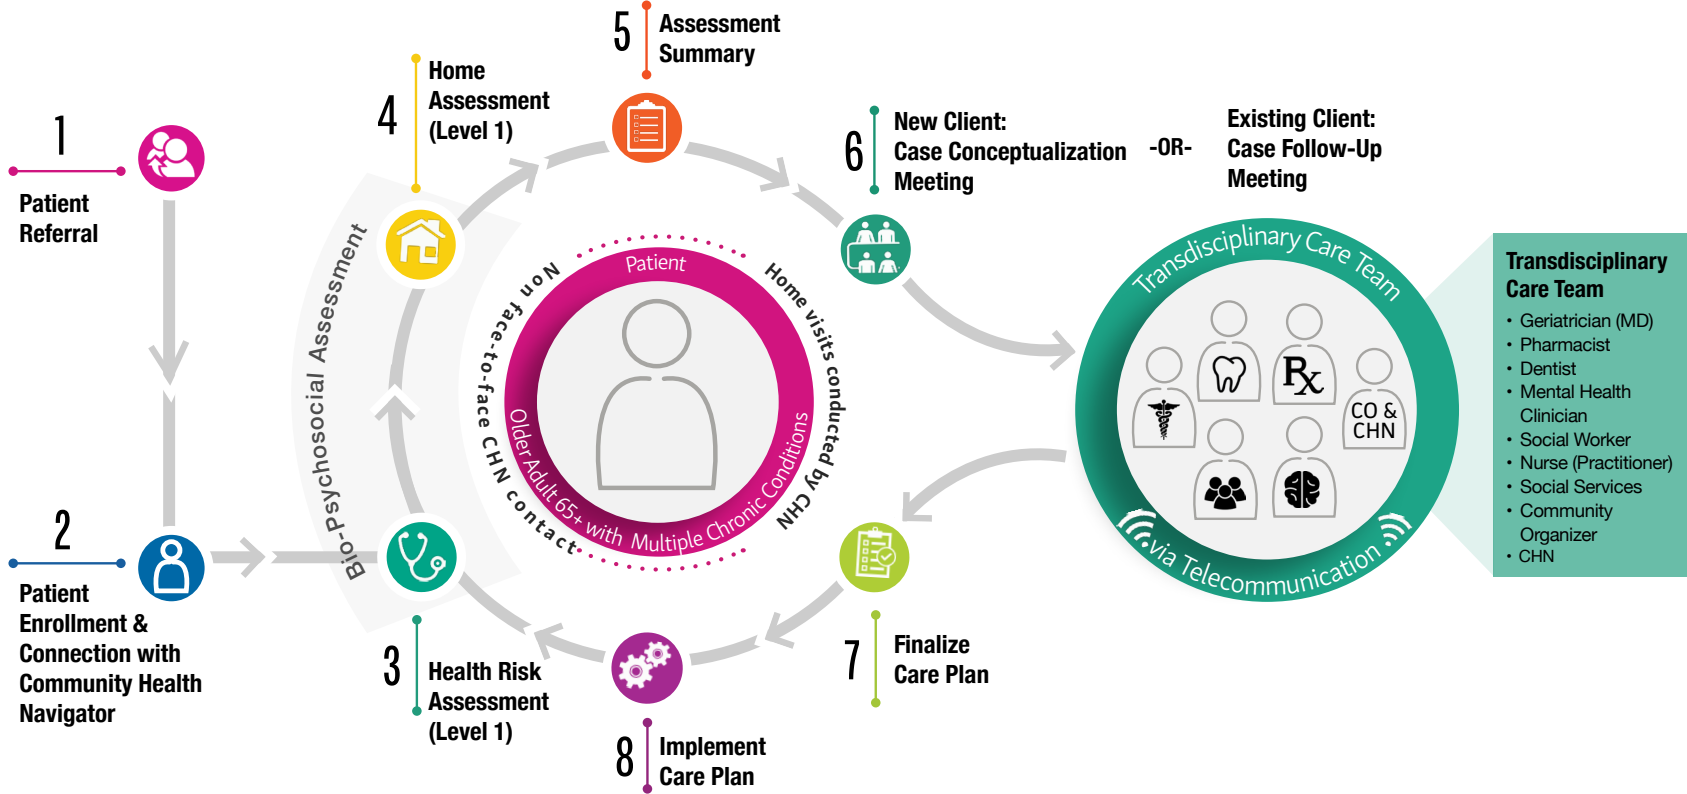 1
Patient
Referral
2
Patient
Enrollment &
Connection with
Community Health
Navigator
3
Health Risk
Assessment
(Level 1)
4
Home
Assessment
(Level 1)
Bio-Psychosocial Assessment
5
Assessment
Summary
6
New Client:
Case Conceptualization
Meeting
-OR-
Existing Client:
Case Follow-Up
Meeting
7
Finalize
Care Plan
8
Implement
Care Plan
Non face-to-face CHN contact
Home visits conducted by CHN
Patient
Older Adult 65+ with Multiple Chronic Conditions
Transdisciplinary Care Team
Rx
CO &
CHN
via Telecommunication
Transdisciplinary
Care Team
• Geriatrician (MD)
• Pharmacist
• Dentist
• Mental Health
Clinician
• Social Worker
• Nurse (Practitioner)
• Social Services
• Community
Organizer
• CHN